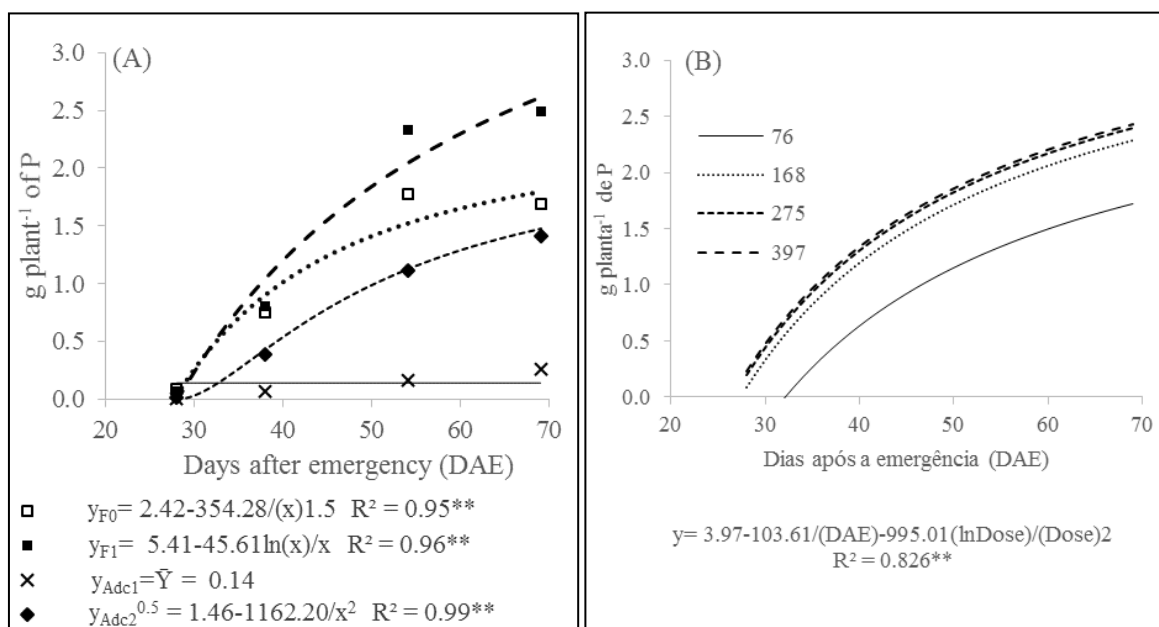 (A)
3.0
2.5
2.0
1.5
1.0
0.5
0.0
g plant⁻¹ of P
20 30 40 50 60 70
Days after emergency (DAE)
y_F0= 2.42-354.28/(x)1.5 R² = 0.95**
y_F1= 5.41-45.61ln(x)/x R² = 0.96**
y_Adc1=Ȳ = 0.14
y_Adc2^0.5 = 1.46-1162.20/x² R² = 0.99**
(B)
3.0
2.5
2.0
1.5
1.0
0.5
0.0
g planta⁻¹ de P
76
168
275
397
20 30 40 50 60 70
Dias após a emergência (DAE)
y= 3.97-103.61/(DAE)-995.01(lnDose)/(Dose)2
R² = 0.826**